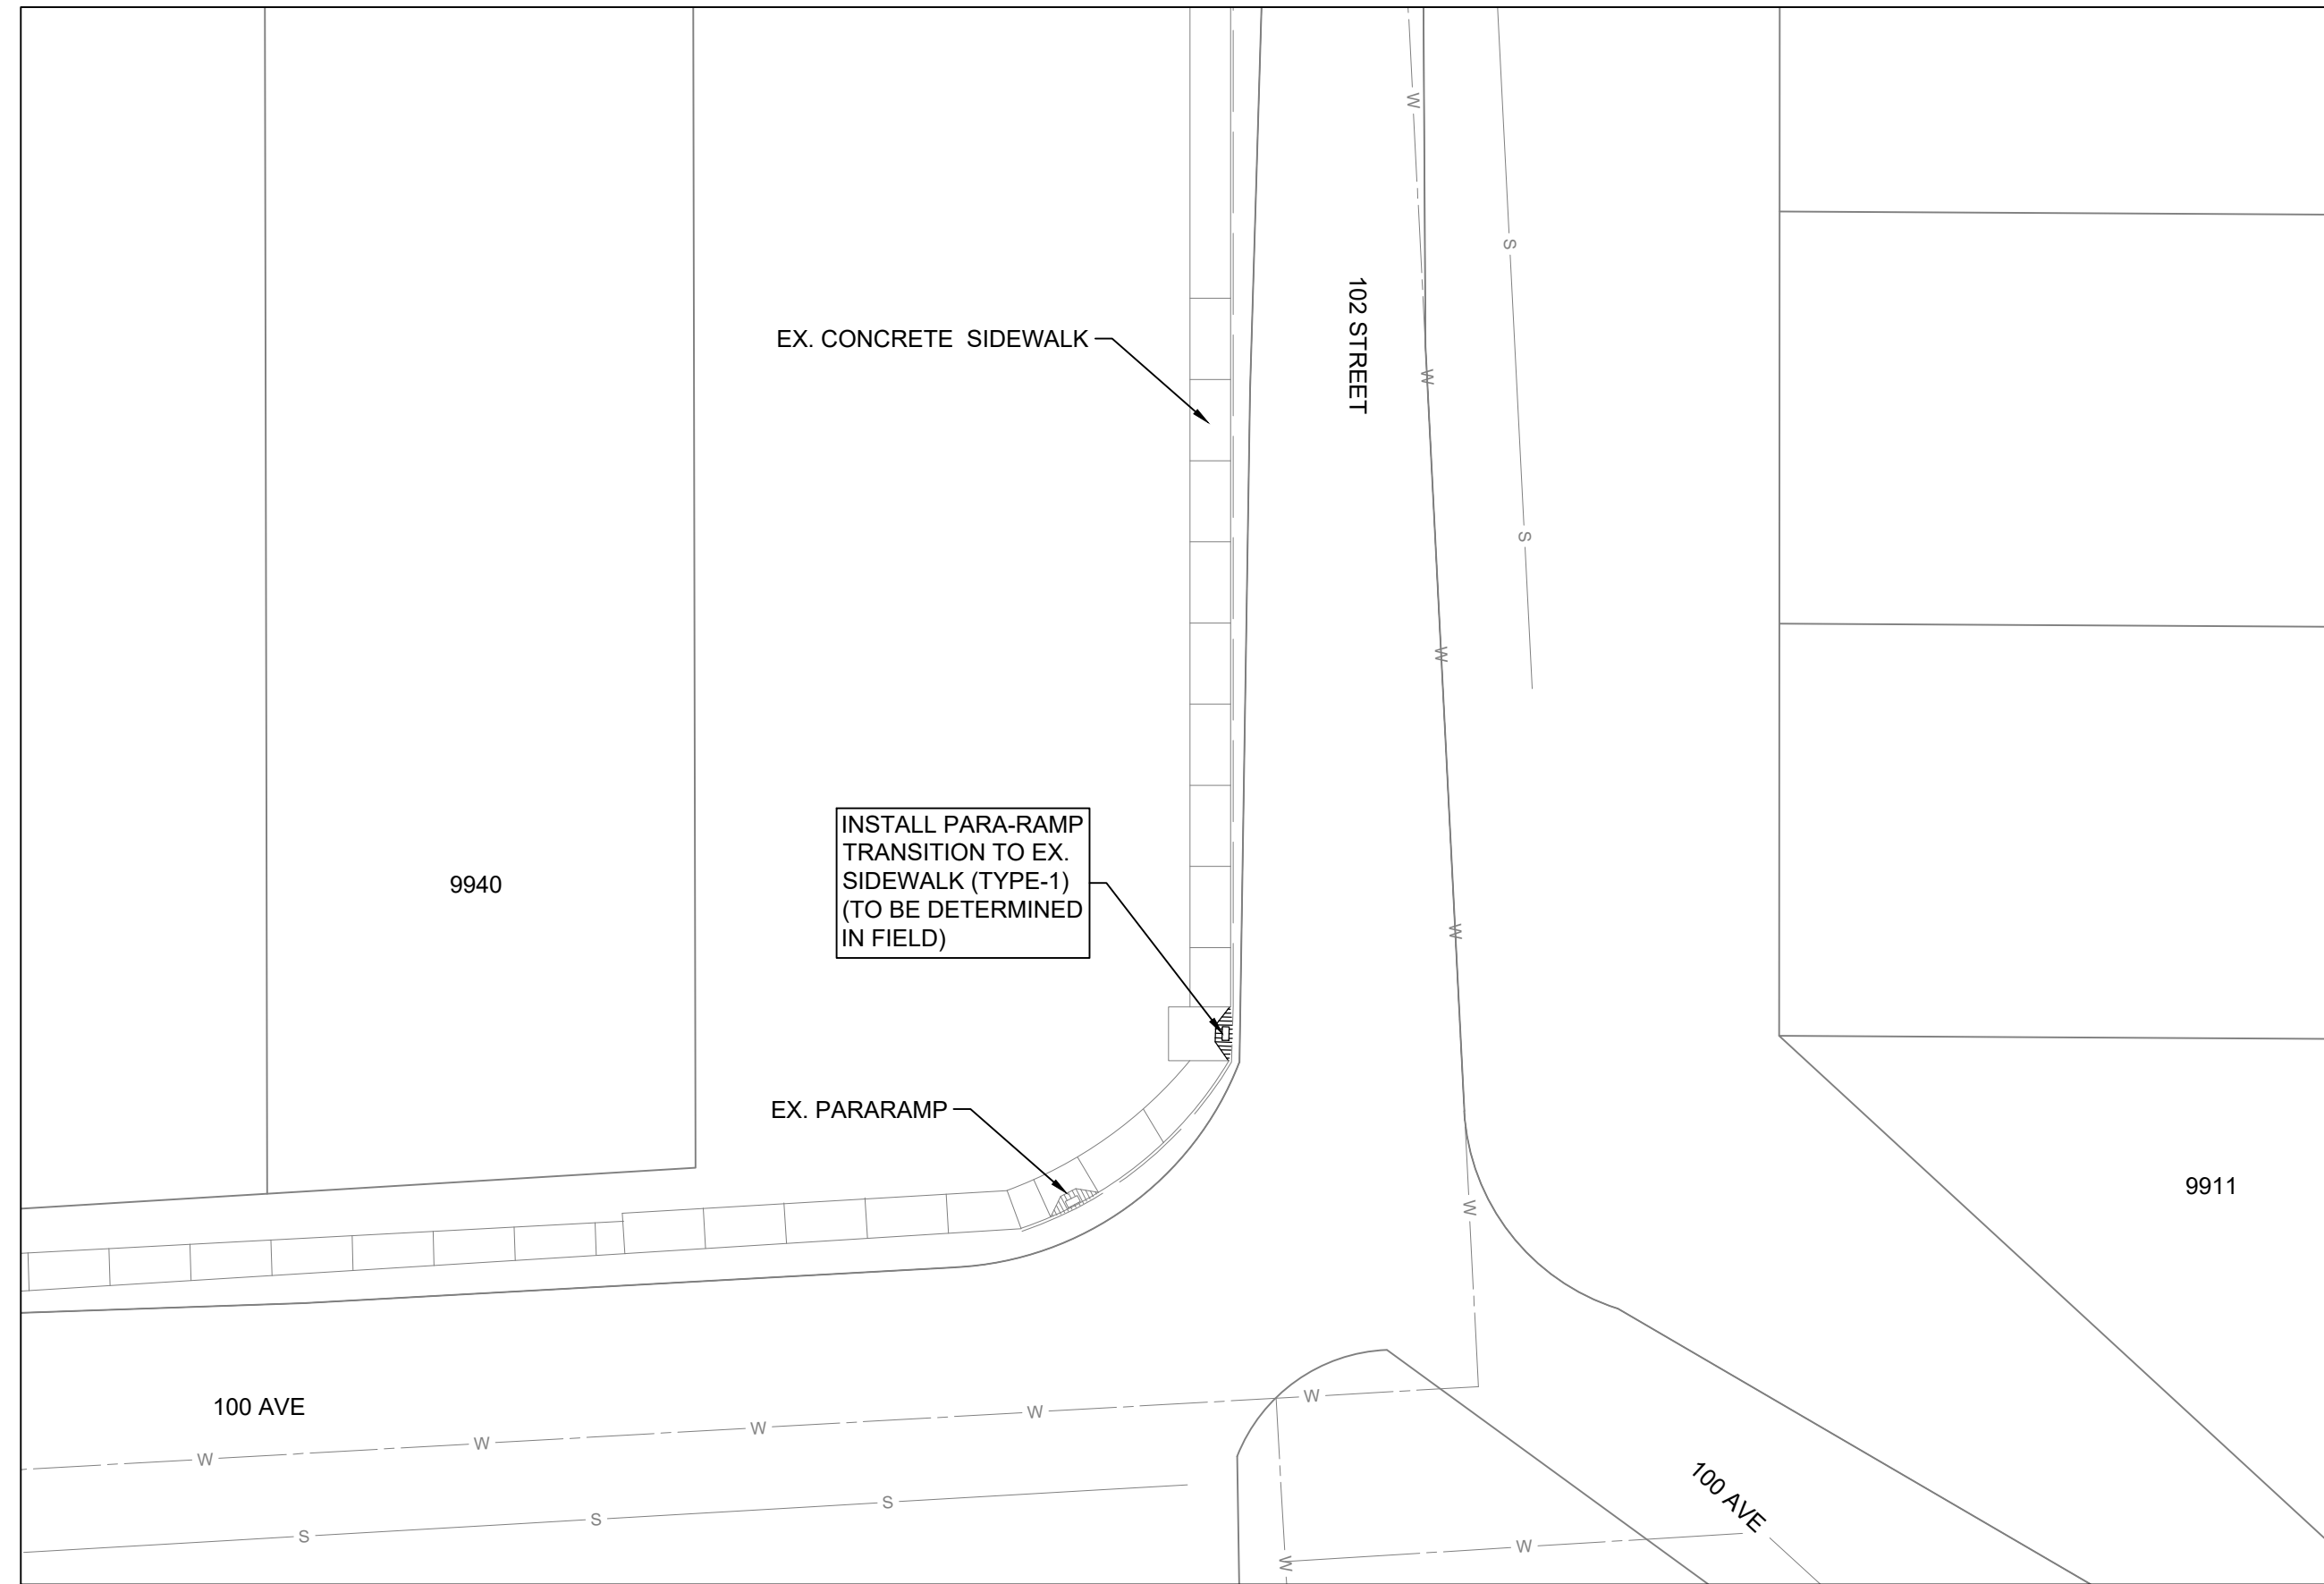 W
S
102 STREET
EX. CONCRETE  SIDEWALK
W
S
W
INSTALL PARA-RAMP
TRANSITION TO EX.
SIDEWALK (TYPE-1)
(TO BE DETERMINED
IN FIELD)
9940
W
EX. PARARAMP
9911
W
100 AVE
W
W
W
W
W
S
S
S
100 AVE
W
W